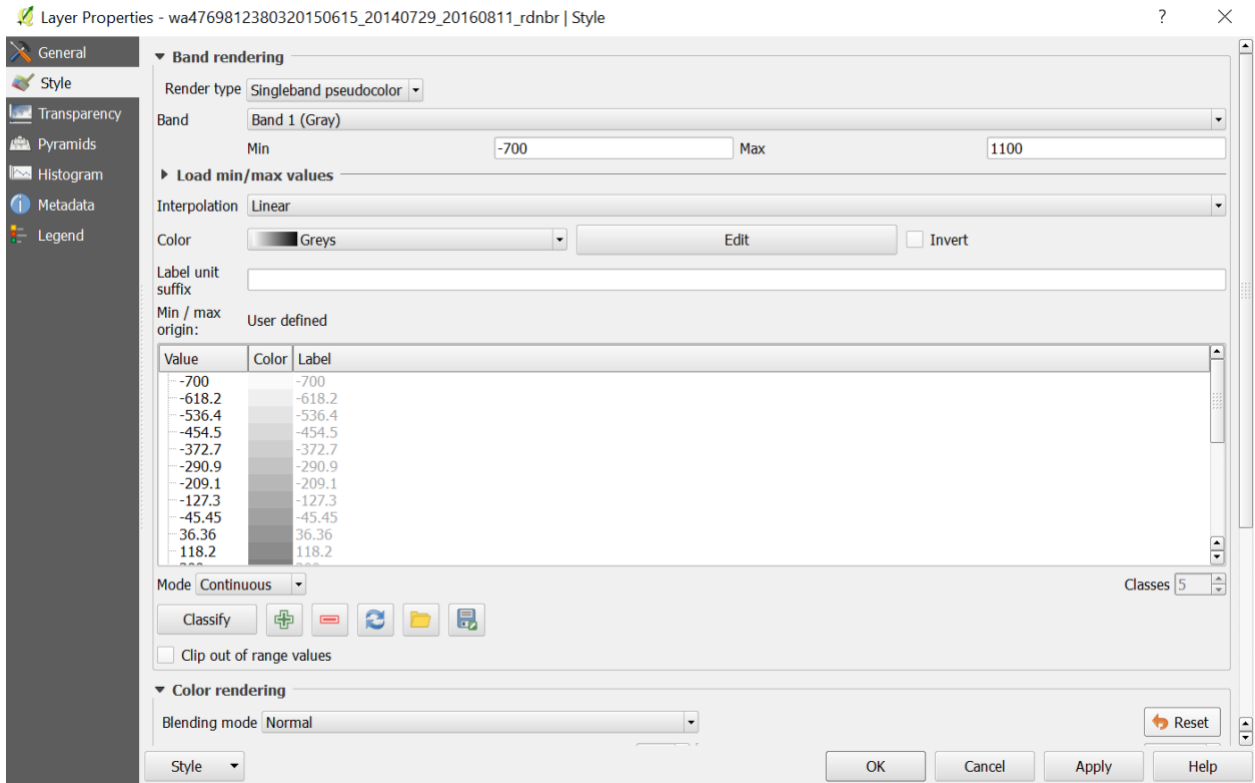 Layer Properties - wa4769812380320150615_20140729_20160811_rdnbr | Style
?
General
Style
Transparency
Pyramids
Histogram
Metadata
Legend
Band rendering
Render type Singleband pseudocolor
Band Band 1 (Gray)
Min -700 Max 1100
Load min/max values
Interpolation Linear
Color Greys Edit Invert
Label unit
suffix
Min / max
origin: User defined
Value Color Label
-700 -700
-618.2 -618.2
-536.4 -536.4
-454.5 -454.5
-372.7 -372.7
-290.9 -290.9
-209.1 -209.1
-127.3 -127.3
-45.45 -45.45
36.36 36.36
118.2 118.2
Mode Continuous Classes 5
Classify
Clip out of range values
Color rendering
Blending mode Normal Reset
Style OK Cancel Apply Help